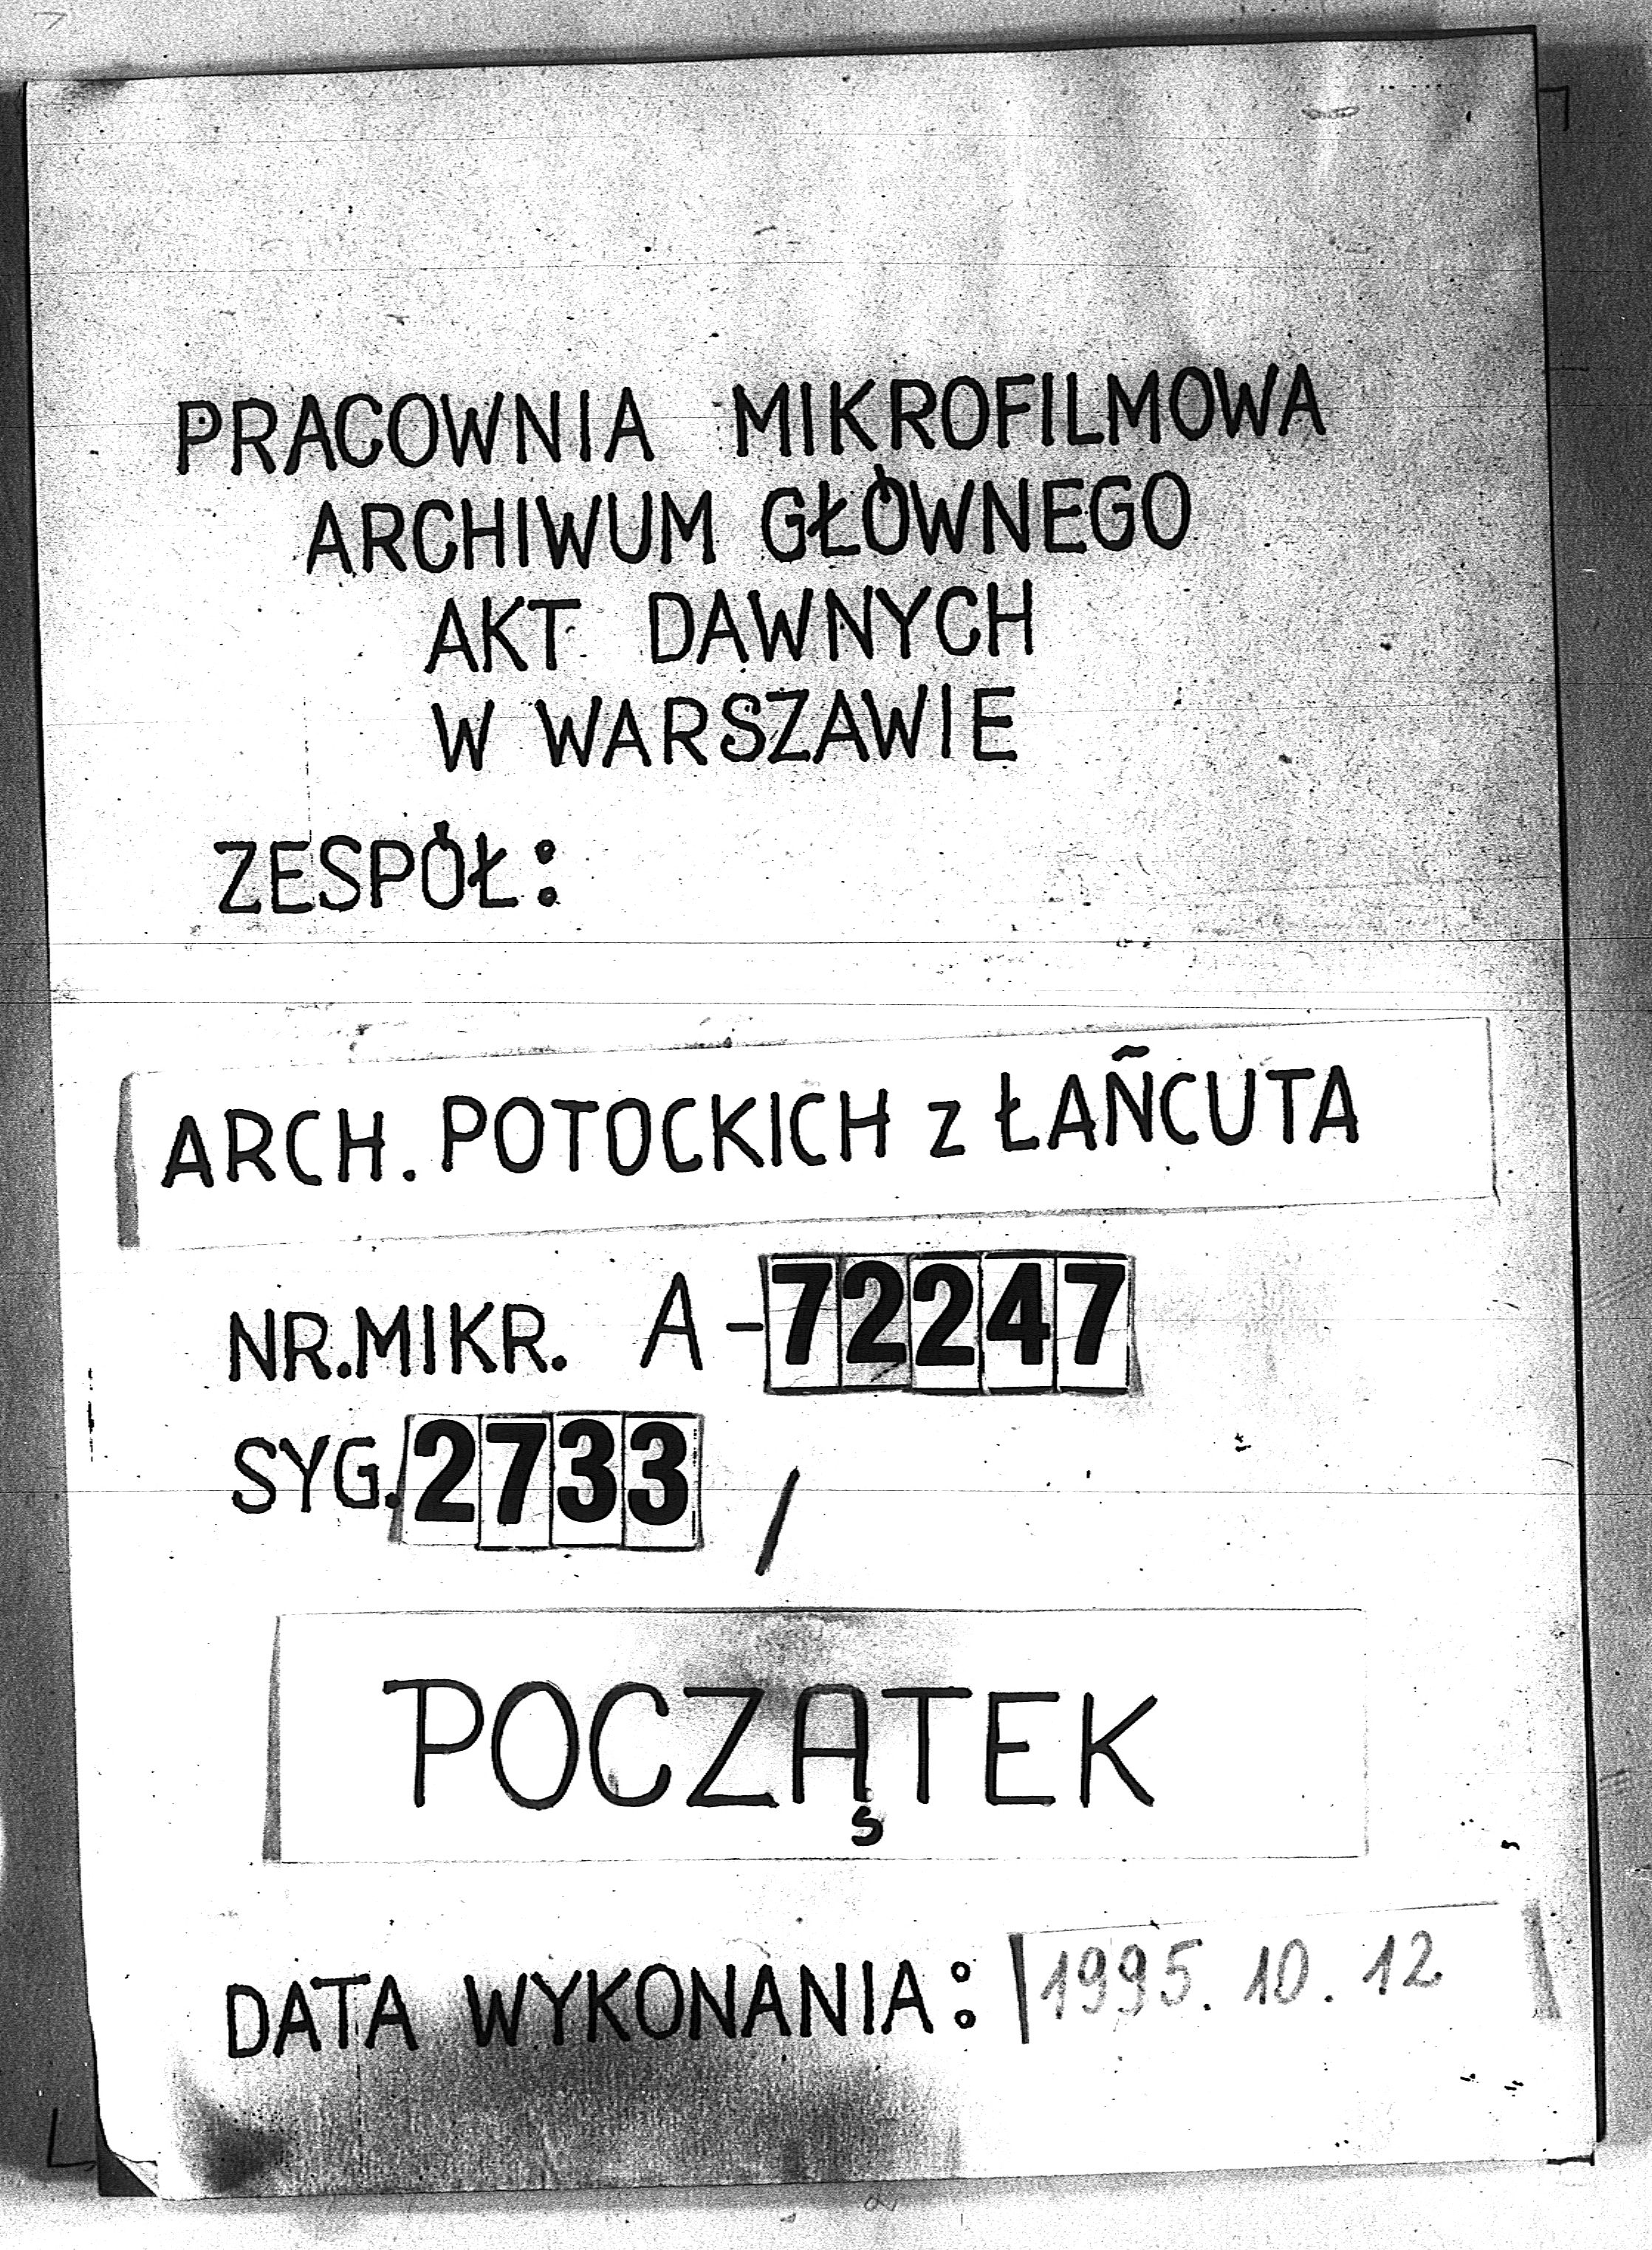 PRACOWNIA MIKROFILMOWA
ARCHIWUM GŁÓWNEGO
AKT DAWNYCH
W WARSZAWIE
ZESPÓŁ:
ARCH. POTOCKICH z ŁAŃCUTA
NR.MIKR. A-72247
SYG. 2733 /
POCZĄTEK
DATA WYKONANIA: 1995.10.12